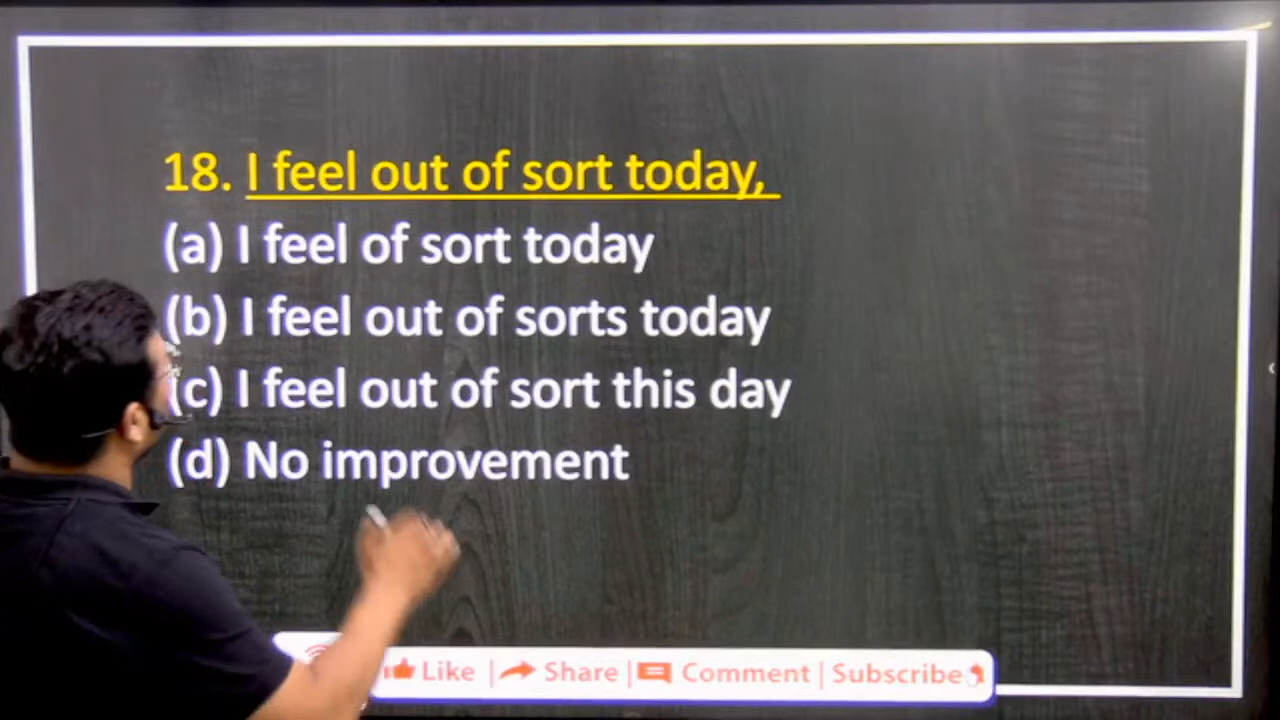 18. I feel out of sort today,
(a) I feel of sort today
(b) I feel out of sorts today
(c) I feel out of sort this day
(d) No improvement
Like | Share | Comment | Subscribe